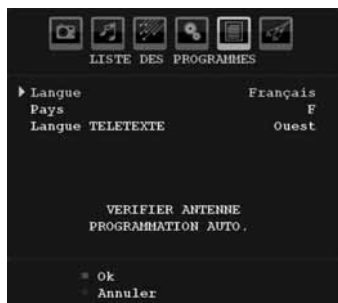 LISTE DES PROGRAMMES
Langue Français
Pays F
Langue TELETEXTE Ouest
VERIFIER ANTENNE
PROGRAMMATION AUTO.
Ok
Annuler